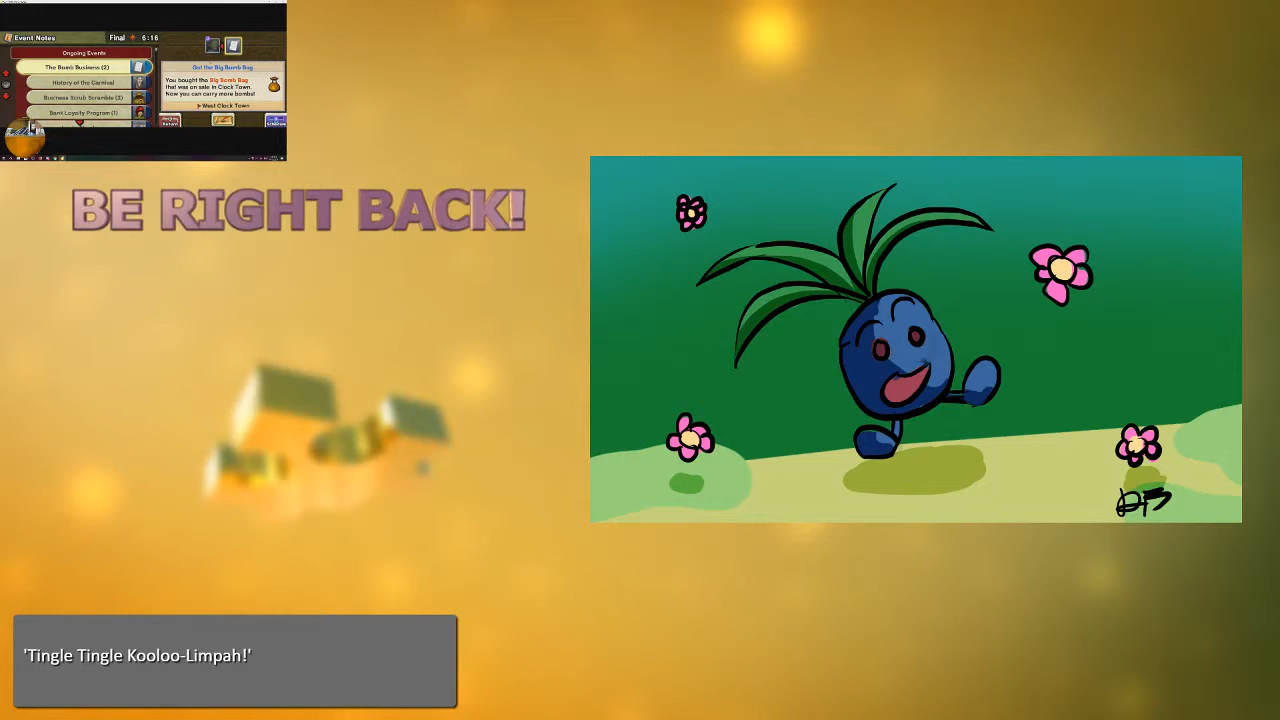 Event Notes
Final 6:16
Ongoing Events
The Bomb Business (2)
History of the Carnival
Business Scrub Scramble (2)
Bank Loyalty Program (1)
Got the Big Bomb Bag
You bought the Big Bomb Bag
that was on sale in Clock Town.
Now you can carry more bombs!
West Clock Town
Return
BE RIGHT BACK!
'Tingle Tingle Kooloo-Limpah!'